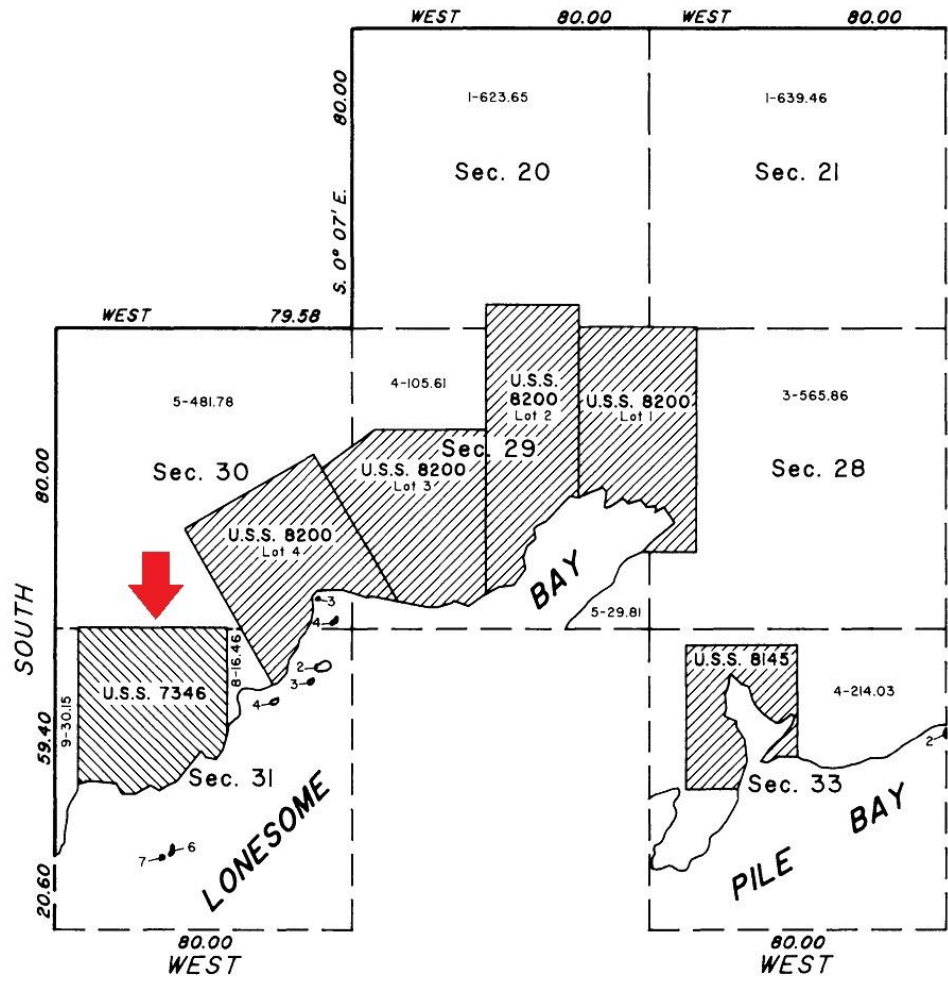 WEST 80.00 WEST 80.00
80.00
S. 0° 07' E.
1-623.65
1-639.46
Sec. 20
Sec. 21
WEST 79.58
5-481.78
4-105.61
U.S.S.
8200
Lot 2
U.S.S. 8200
Lot 1
3-565.86
Sec. 30
Sec. 29
Sec. 28
U.S.S. 8200
Lot 3
80.00
U.S.S. 8200
Lot 4
BAY
3
4
5-29.81
SOUTH
8-16.46
U.S.S. 7346
2
3
4
U.S.S. 8145
4-214.03
9-30.15
59.40
2
Sec. 31
Sec. 33
LONESOME
PILE BAY
7
6
20.60
80.00
WEST
80.00
WEST